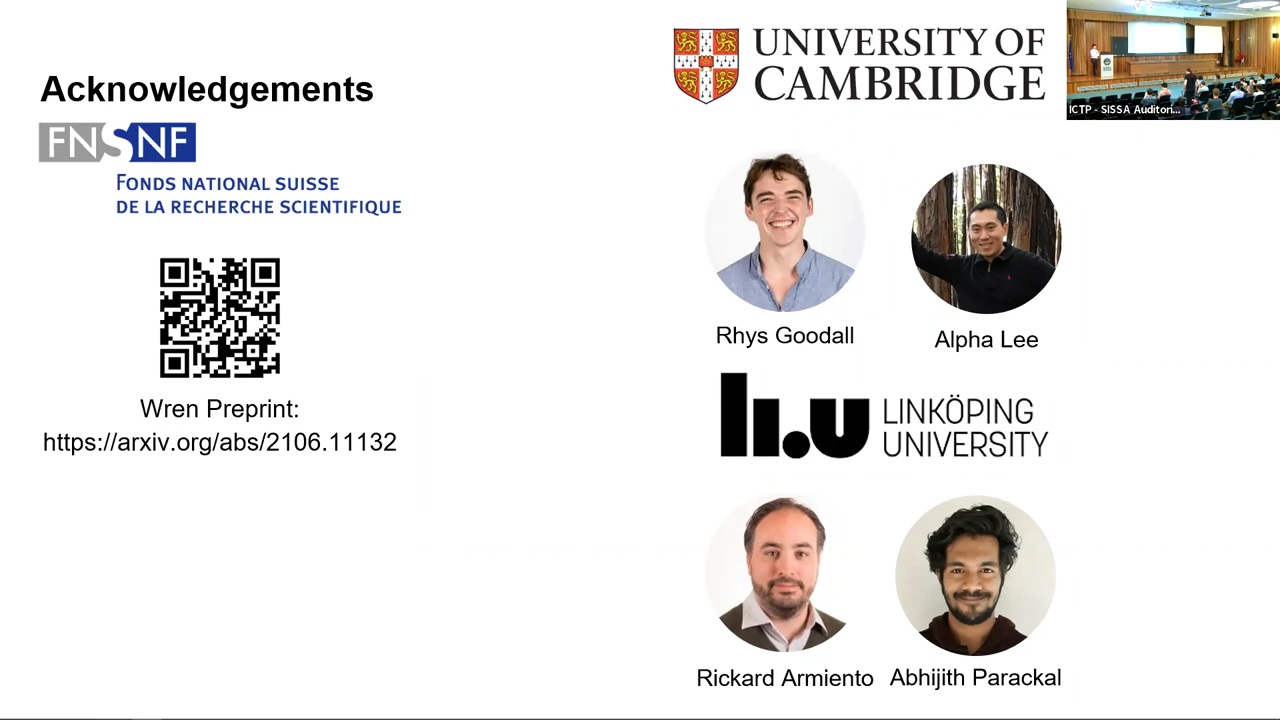 Acknowledgements
FNSNF
FONDS NATIONAL SUISSE
DE LA RECHERCHE SCIENTIFIQUE
Wren Preprint:
https://arxiv.org/abs/2106.11132
UNIVERSITY OF
CAMBRIDGE
ICTP - SISSA Auditori...
Rhys Goodall
Alpha Lee
li.u LINKÖPING
UNIVERSITY
Rickard Armiento
Abhijith Parackal